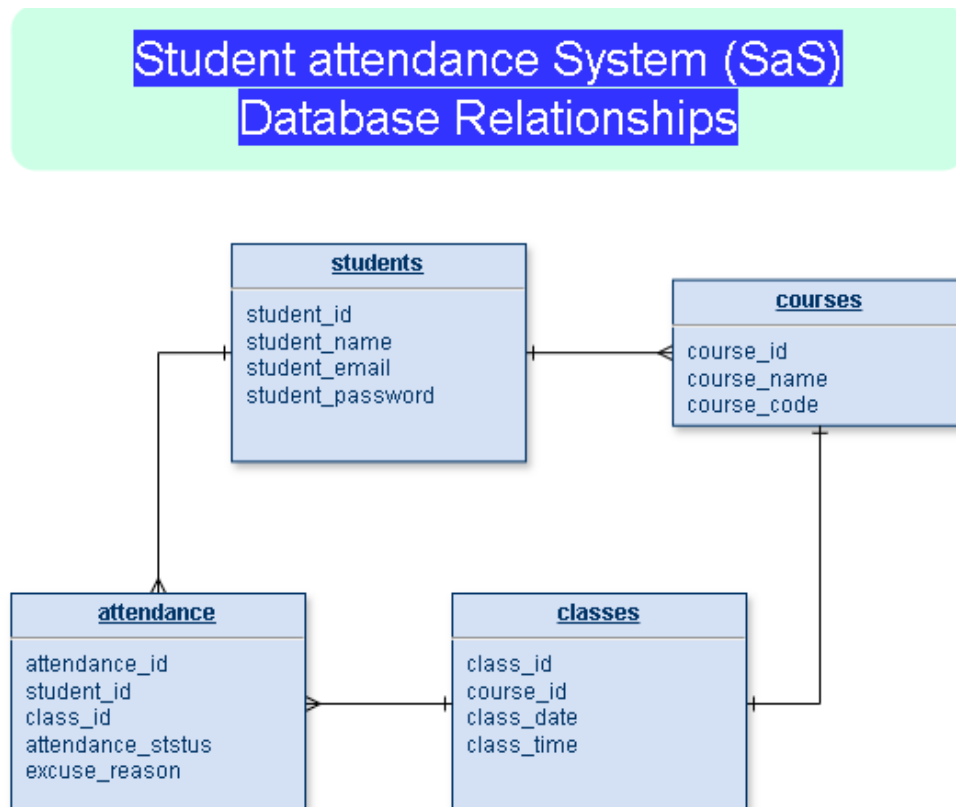 Student attendance System (SaS)
Database Relationships
students
student_id
student_name
student_email
student_password
courses
course_id
course_name
course_code
attendance
attendance_id
student_id
class_id
attendance_ststus
excuse_reason
classes
class_id
course_id
class_date
class_time